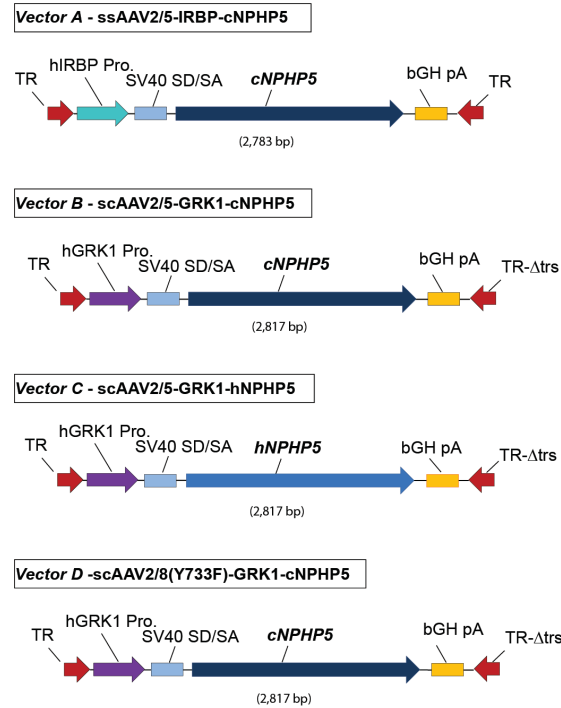 Vector A - ssAAV2/5-IRBP-cNPHP5
TR
hIRBP Pro.
SV40 SD/SA
cNPHP5
bGH pA
TR
(2,783 bp)
Vector B - scAAV2/5-GRK1-cNPHP5
TR
hGRK1 Pro.
SV40 SD/SA
cNPHP5
bGH pA
TR-Δtrs
(2,817 bp)
Vector C - scAAV2/5-GRK1-hNPHP5
TR
hGRK1 Pro.
SV40 SD/SA
hNPHP5
bGH pA
TR-Δtrs
(2,817 bp)
Vector D -scAAV2/8(Y733F)-GRK1-cNPHP5
TR
hGRK1 Pro.
SV40 SD/SA
cNPHP5
bGH pA
TR-Δtrs
(2,817 bp)